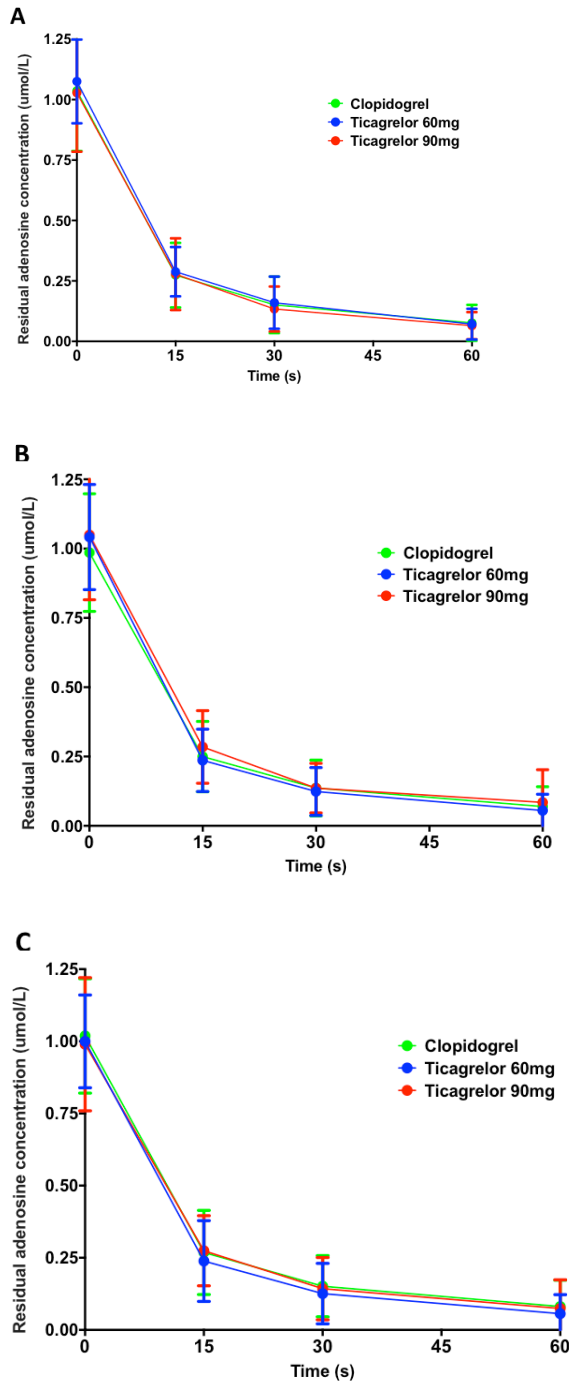 A
Residual adenosine concentration (umol/L)
1.25
1.00
0.75
0.50
0.25
0.00
Clopidogrel
Ticagrelor 60mg
Ticagrelor 90mg
0 15 30 45 60
Time (s)
B
Residual adenosine concentration (umol/L)
1.25
1.00
0.75
0.50
0.25
0.00
Clopidogrel
Ticagrelor 60mg
Ticagrelor 90mg
0 15 30 45 60
Time (s)
C
Residual adenosine concentration (umol/L)
1.25
1.00
0.75
0.50
0.25
0.00
Clopidogrel
Ticagrelor 60mg
Ticagrelor 90mg
0 15 30 45 60
Time (s)